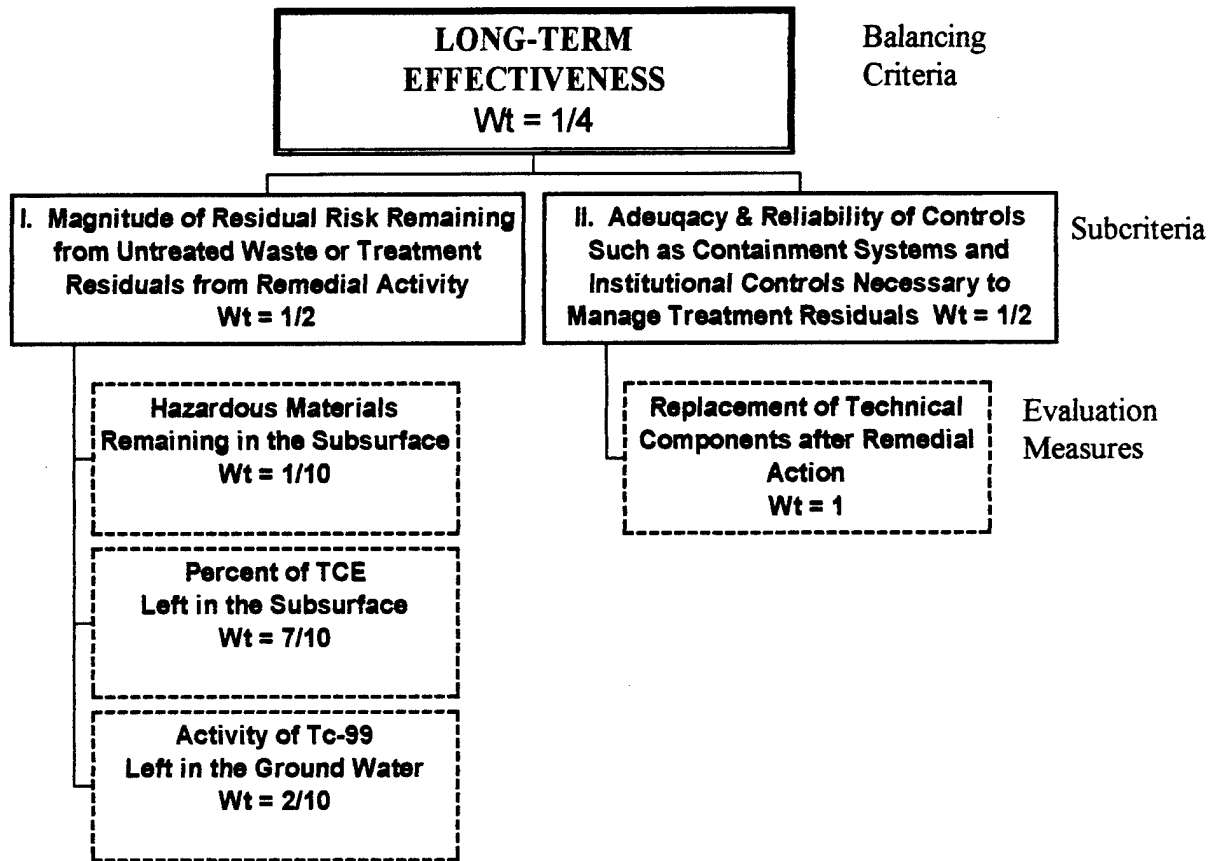 LONG-TERM
EFFECTIVENESS
Wt = 1/4
Balancing
Criteria
I. Magnitude of Residual Risk Remaining
from Untreated Waste or Treatment
Residuals from Remedial Activity
Wt = 1/2
II. Adeuqacy & Reliability of Controls
Such as Containment Systems and
Institutional Controls Necessary to
Manage Treatment Residuals Wt = 1/2
Subcriteria
Hazardous Materials
Remaining in the Subsurface
Wt = 1/10
Replacement of Technical
Components after Remedial
Action
Wt = 1
Evaluation
Measures
Percent of TCE
Left in the Subsurface
Wt = 7/10
Activity of Tc-99
Left in the Ground Water
Wt = 2/10